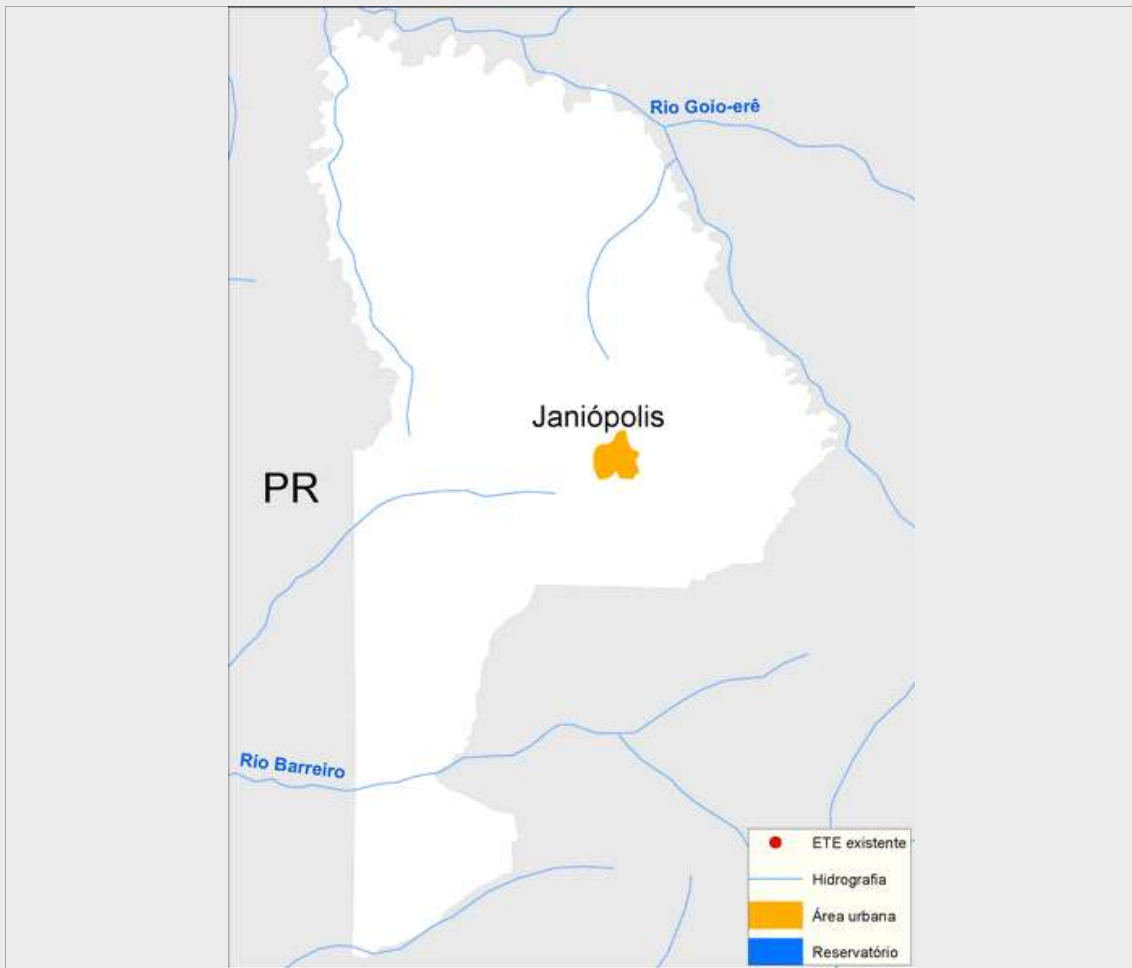 Rio Goio-erê
Janiópolis
PR
Rio Barreiro
ETE existente
Hidrografia
Área urbana
Reservatório